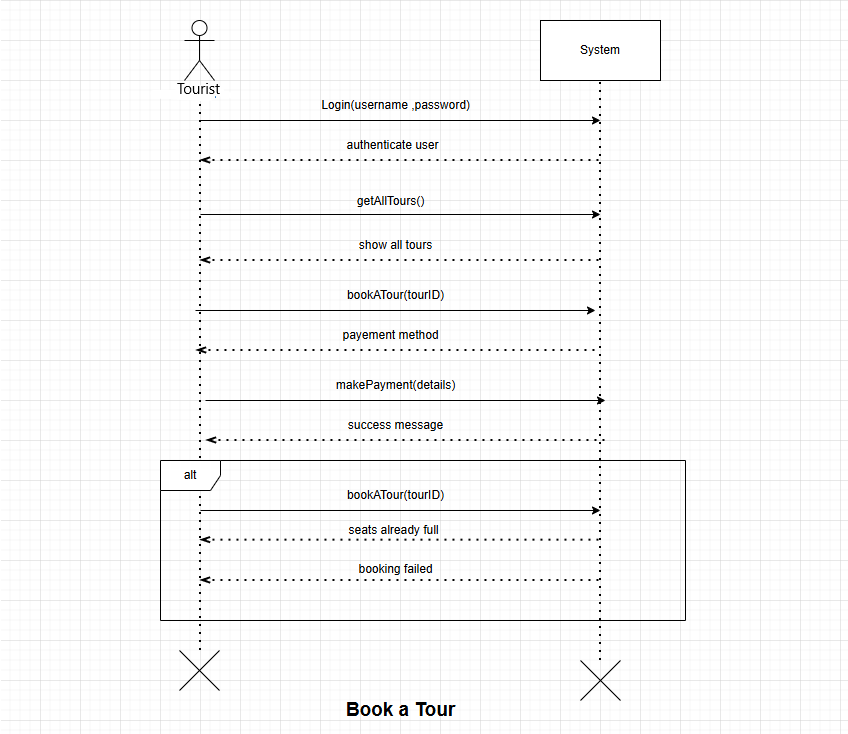 System
Tourist
Login(username ,password)
authenticate user
getAllTours()
show all tours
bookATour(tourID)
payement method
makePayment(details)
success message
alt
bookATour(tourID)
seats already full
booking failed
Book a Tour